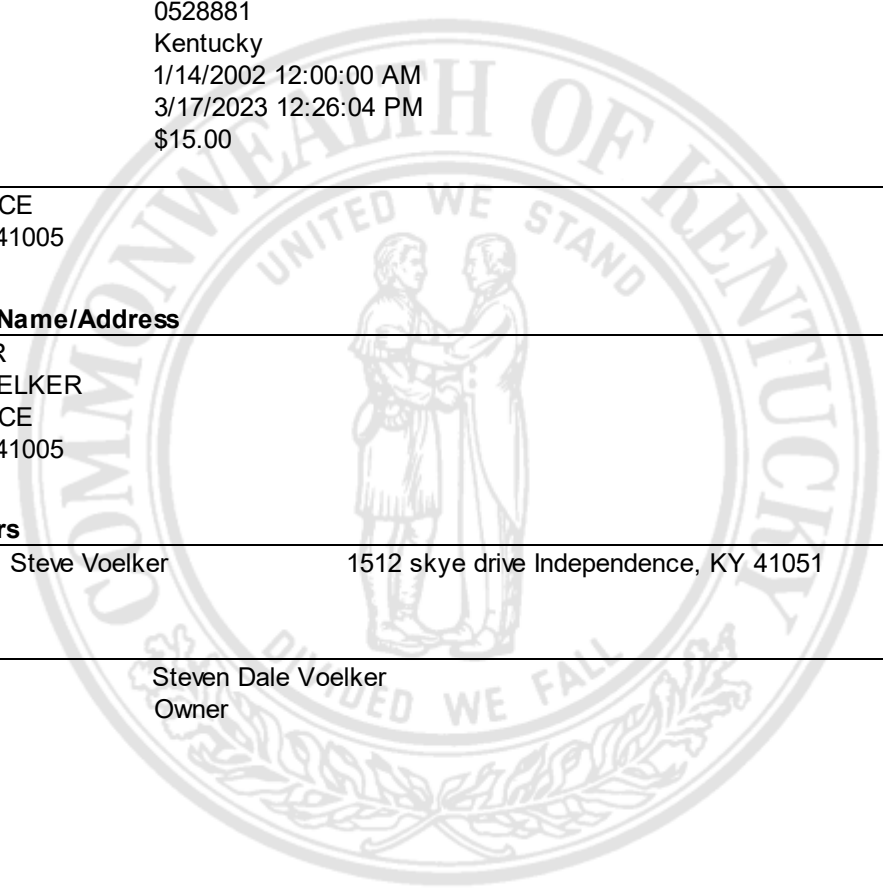 0528881
Kentucky
1/14/2002 12:00:00 AM
3/17/2023 12:26:04 PM
$15.00
CE
41005
Name/Address
R
ELKER
CE
41005
rs
Steve Voelker 1512 skye drive Independence, KY 41051
Steven Dale Voelker
Owner
COMMONWEALTH OF KENTUCKY
UNITED WE STAND
DIVIDED WE FALL